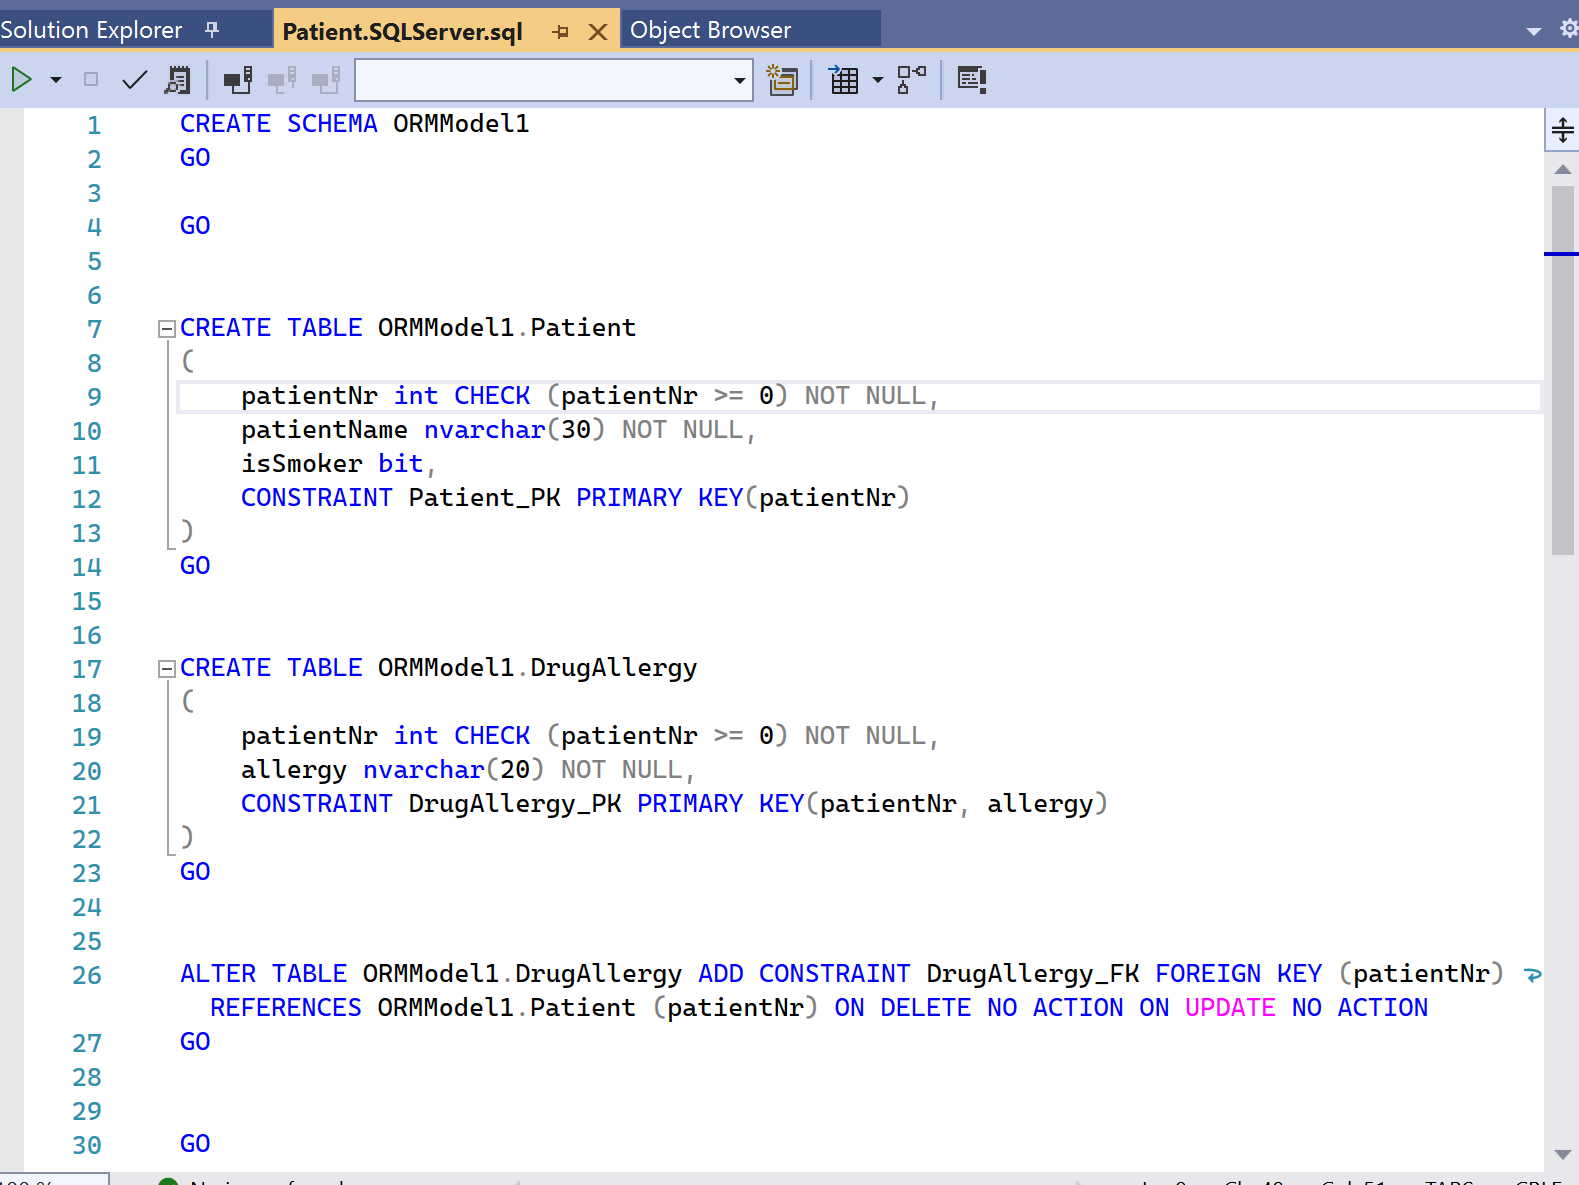 Solution Explorer
Patient.SQLServer.sql
Object Browser
1 CREATE SCHEMA ORMModel1
2 GO
3
4 GO
5
6
7 CREATE TABLE ORMModel1.Patient
8 (
9 patientNr int CHECK (patientNr >= 0) NOT NULL,
10 patientName nvarchar(30) NOT NULL,
11 isSmoker bit,
12 CONSTRAINT Patient_PK PRIMARY KEY(patientNr)
13 )
14 GO
15
16
17 CREATE TABLE ORMModel1.DrugAllergy
18 (
19 patientNr int CHECK (patientNr >= 0) NOT NULL,
20 allergy nvarchar(20) NOT NULL,
21 CONSTRAINT DrugAllergy_PK PRIMARY KEY(patientNr, allergy)
22 )
23 GO
24
25
26 ALTER TABLE ORMModel1.DrugAllergy ADD CONSTRAINT DrugAllergy_FK FOREIGN KEY (patientNr)
REFERENCES ORMModel1.Patient (patientNr) ON DELETE NO ACTION ON UPDATE NO ACTION
27 GO
28
29
30 GO